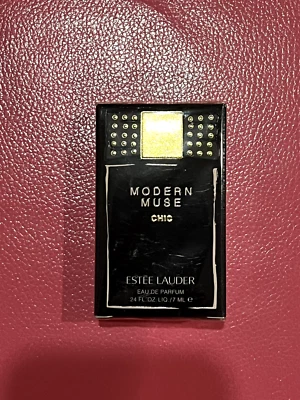 MODERN
MUSE
CHIC
ESTĒE LAUDER
EAU DE PARFUM
.24 FL.OZ.LIQ./7 ML ℮